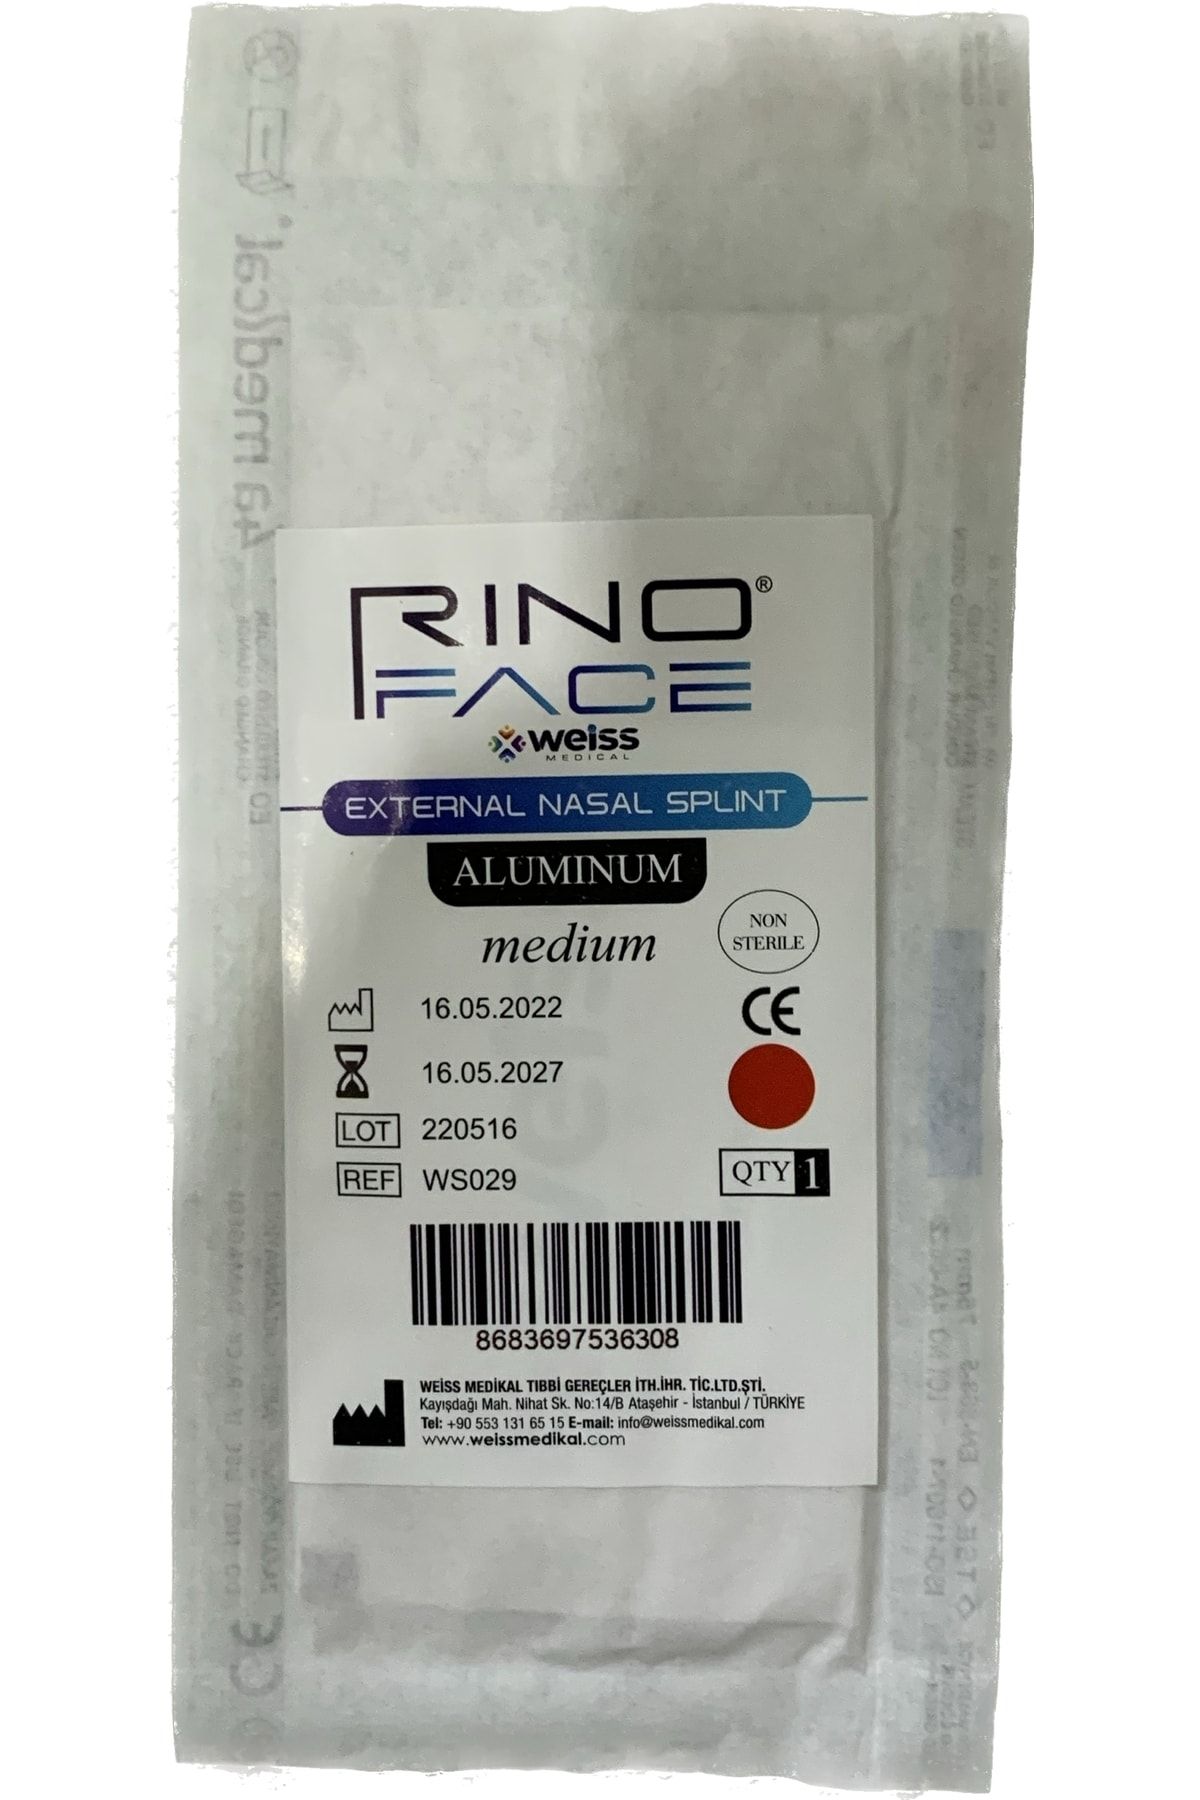 RINO®
FACE
weiss
MEDICAL
EXTERNAL NASAL SPLINT
ALUMINUM
medium
NON
STERILE
16.05.2022
CE
16.05.2027
LOT 220516
REF WS029
QTY 1
8683697536308
WEİSS MEDİKAL TIBBİ GEREÇLER İTH.İHR. TİC.LTD.ŞTİ.
Kayışdağı Mah. Nihat Sk. No:14/B Ataşehir - İstanbul / TÜRKİYE
Tel: +90 553 131 65 15 E-mail: info@weissmedikal.com
www.weissmedikal.com
4a medical
CE